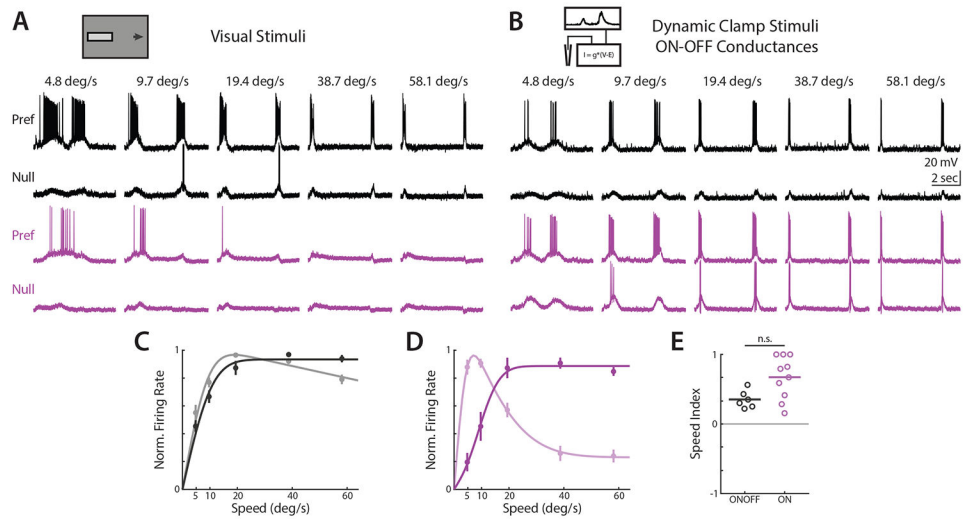 A
Visual Stimuli
4.8 deg/s 9.7 deg/s 19.4 deg/s 38.7 deg/s 58.1 deg/s
Pref
Null
Pref
Null
B
I = g*(V-E)
Dynamic Clamp Stimuli
ON-OFF Conductances
4.8 deg/s 9.7 deg/s 19.4 deg/s 38.7 deg/s 58.1 deg/s
20 mV
2 sec
C
1
Norm. Firing Rate
0
5 10 20 40 60
Speed (deg/s)
D
1
Norm. Firing Rate
0
5 10 20 40 60
Speed (deg/s)
E
n.s.
1
Speed Index
0
-1
ONOFF ON